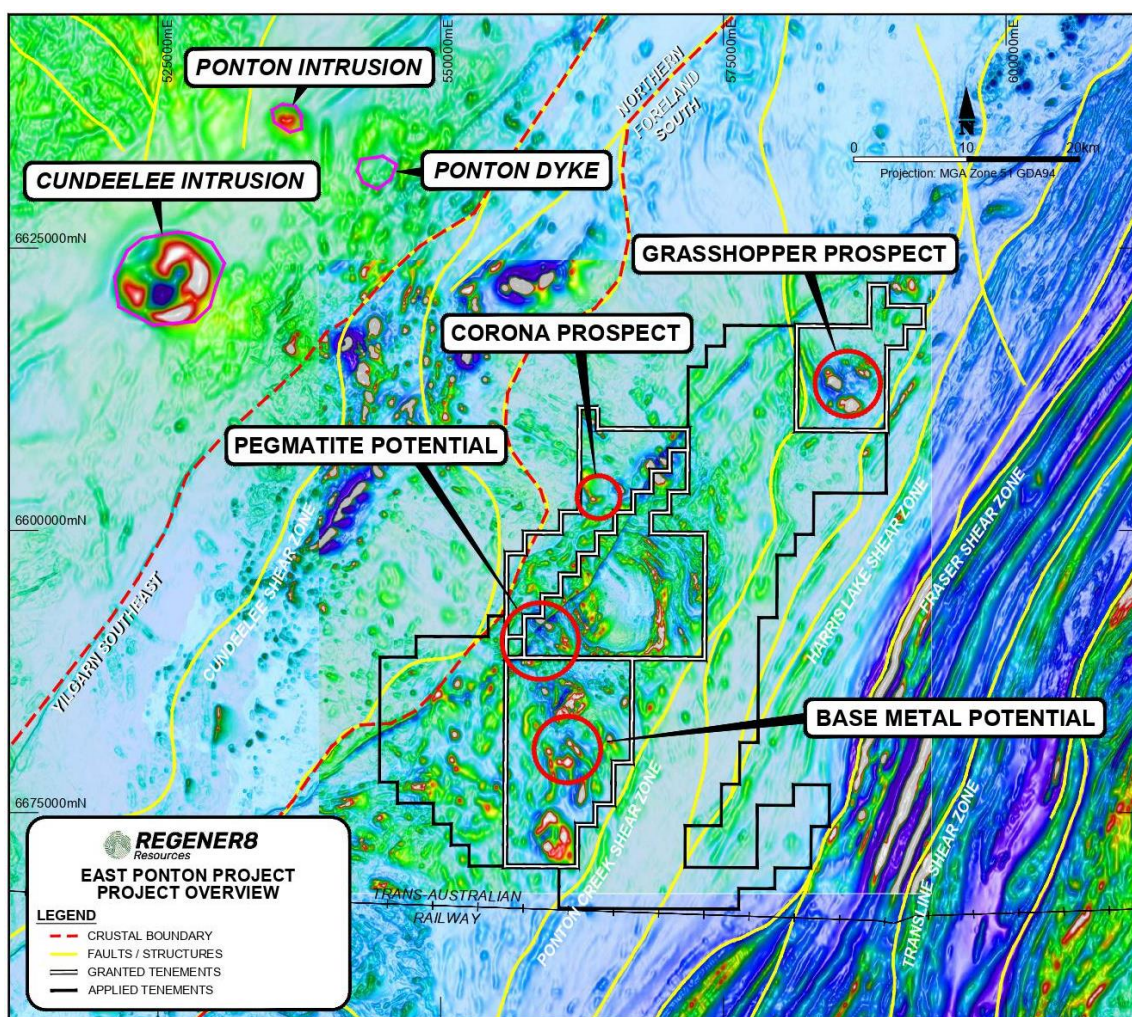 525000mE
550000mE
575000mE
600000mE
PONTON INTRUSION
NORTHERN
FORELAND
SOUTH
N
0 10 20km
Projection: MGA Zone 51 GDA94
PONTON DYKE
CUNDEELEE INTRUSION
6625000mN
GRASSHOPPER PROSPECT
CORONA PROSPECT
PEGMATITE POTENTIAL
6600000mN
YILGARN SOUTHEAST
CUNDEELEE SHEAR ZONE
HARRIS LAKE SHEAR ZONE
FRASER SHEAR ZONE
BASE METAL POTENTIAL
6675000mN
PONTON CREEK SHEAR ZONE
TRANSLINE SHEAR ZONE
TRANS-AUSTRALIAN
RAILWAY
REGENER8
Resources
EAST PONTON PROJECT
PROJECT OVERVIEW
LEGEND
CRUSTAL BOUNDARY
FAULTS / STRUCTURES
GRANTED TENEMENTS
APPLIED TENEMENTS